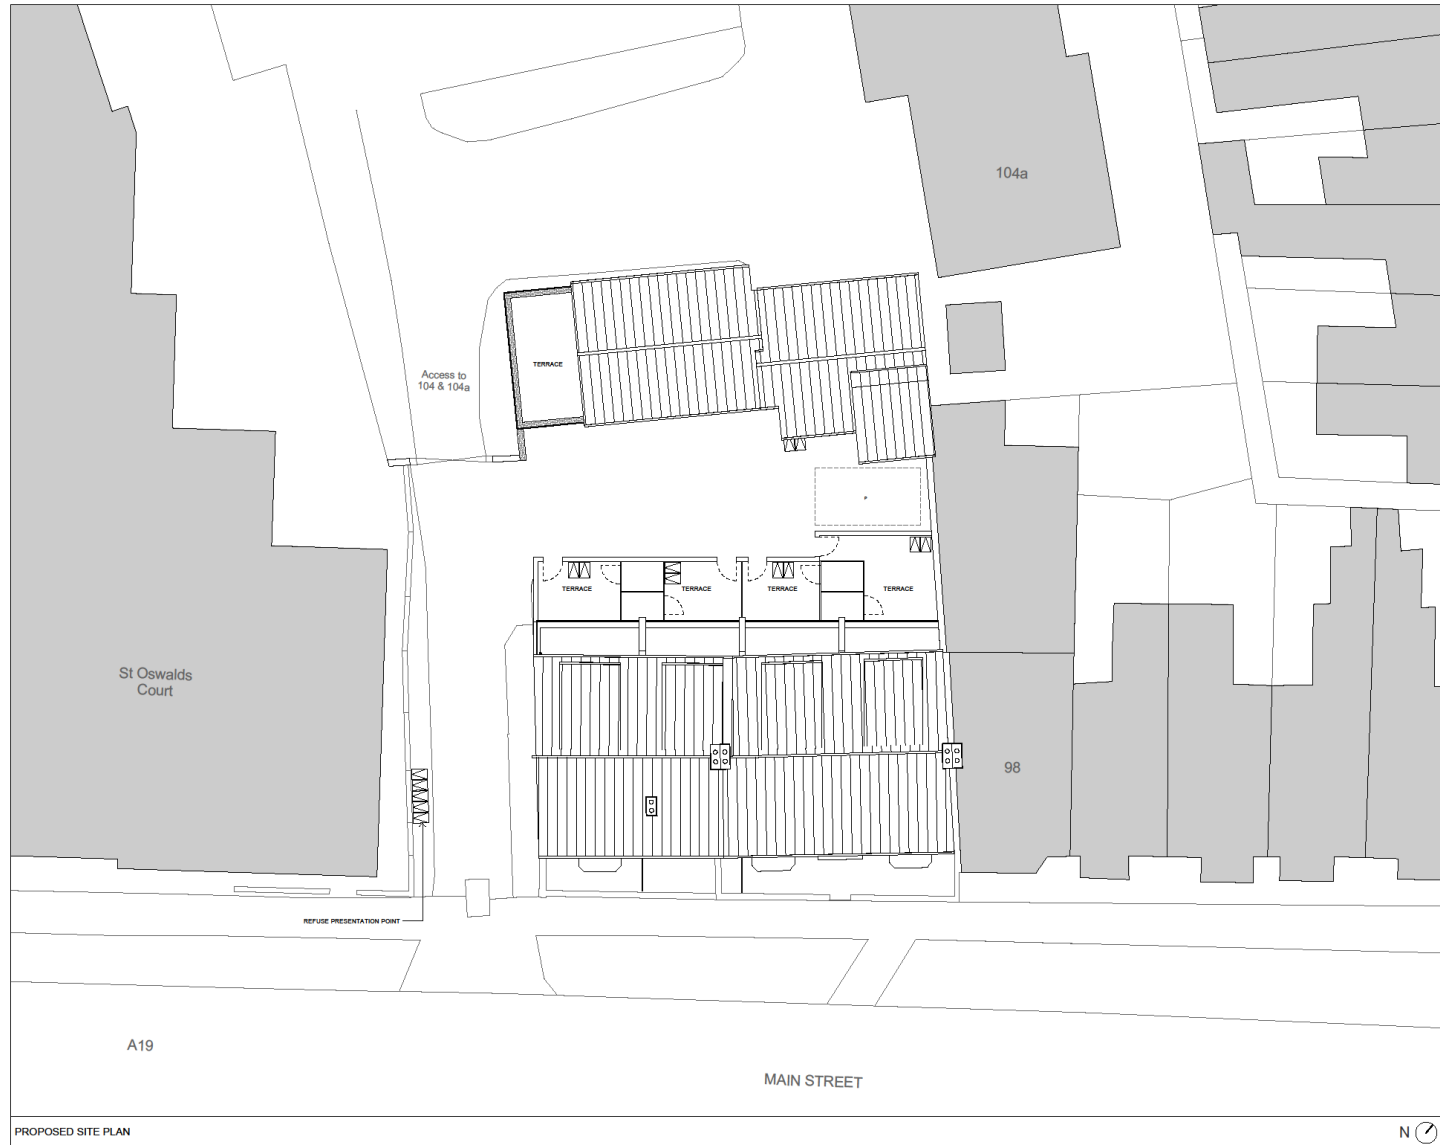 104a
TERRACE
Access to
104 & 104a
P
TERRACE
TERRACE
TERRACE
TERRACE
St Oswalds
Court
98
REFUSE PRESENTATION POINT
A19
MAIN STREET
PROPOSED SITE PLAN
N